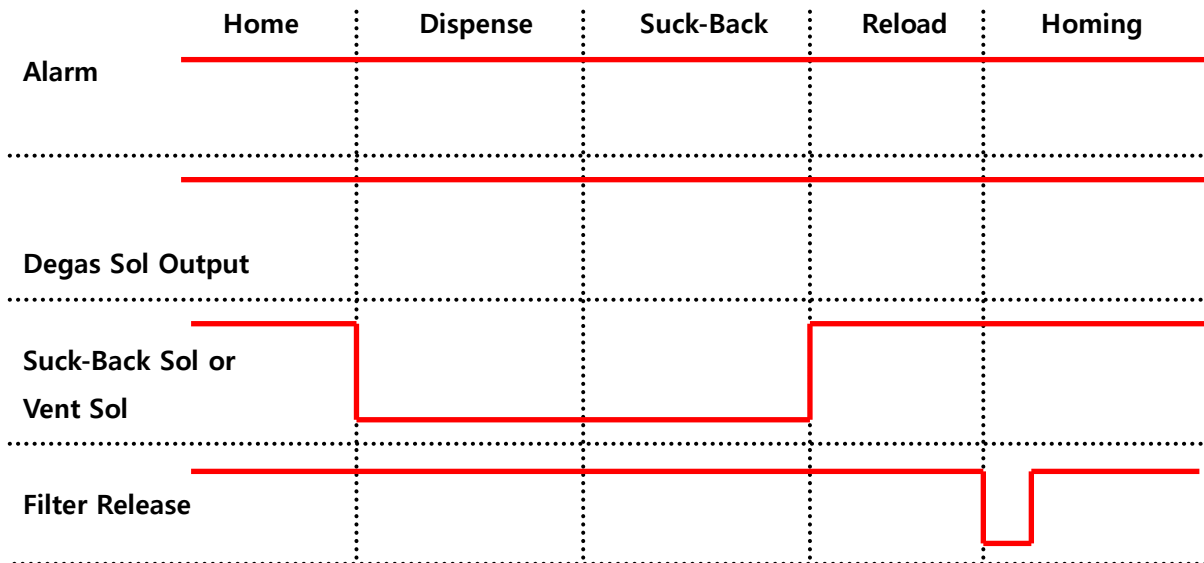 Home Dispense Suck-Back Reload Homing
Alarm
Degas Sol Output
Suck-Back Sol or
Vent Sol
Filter Release